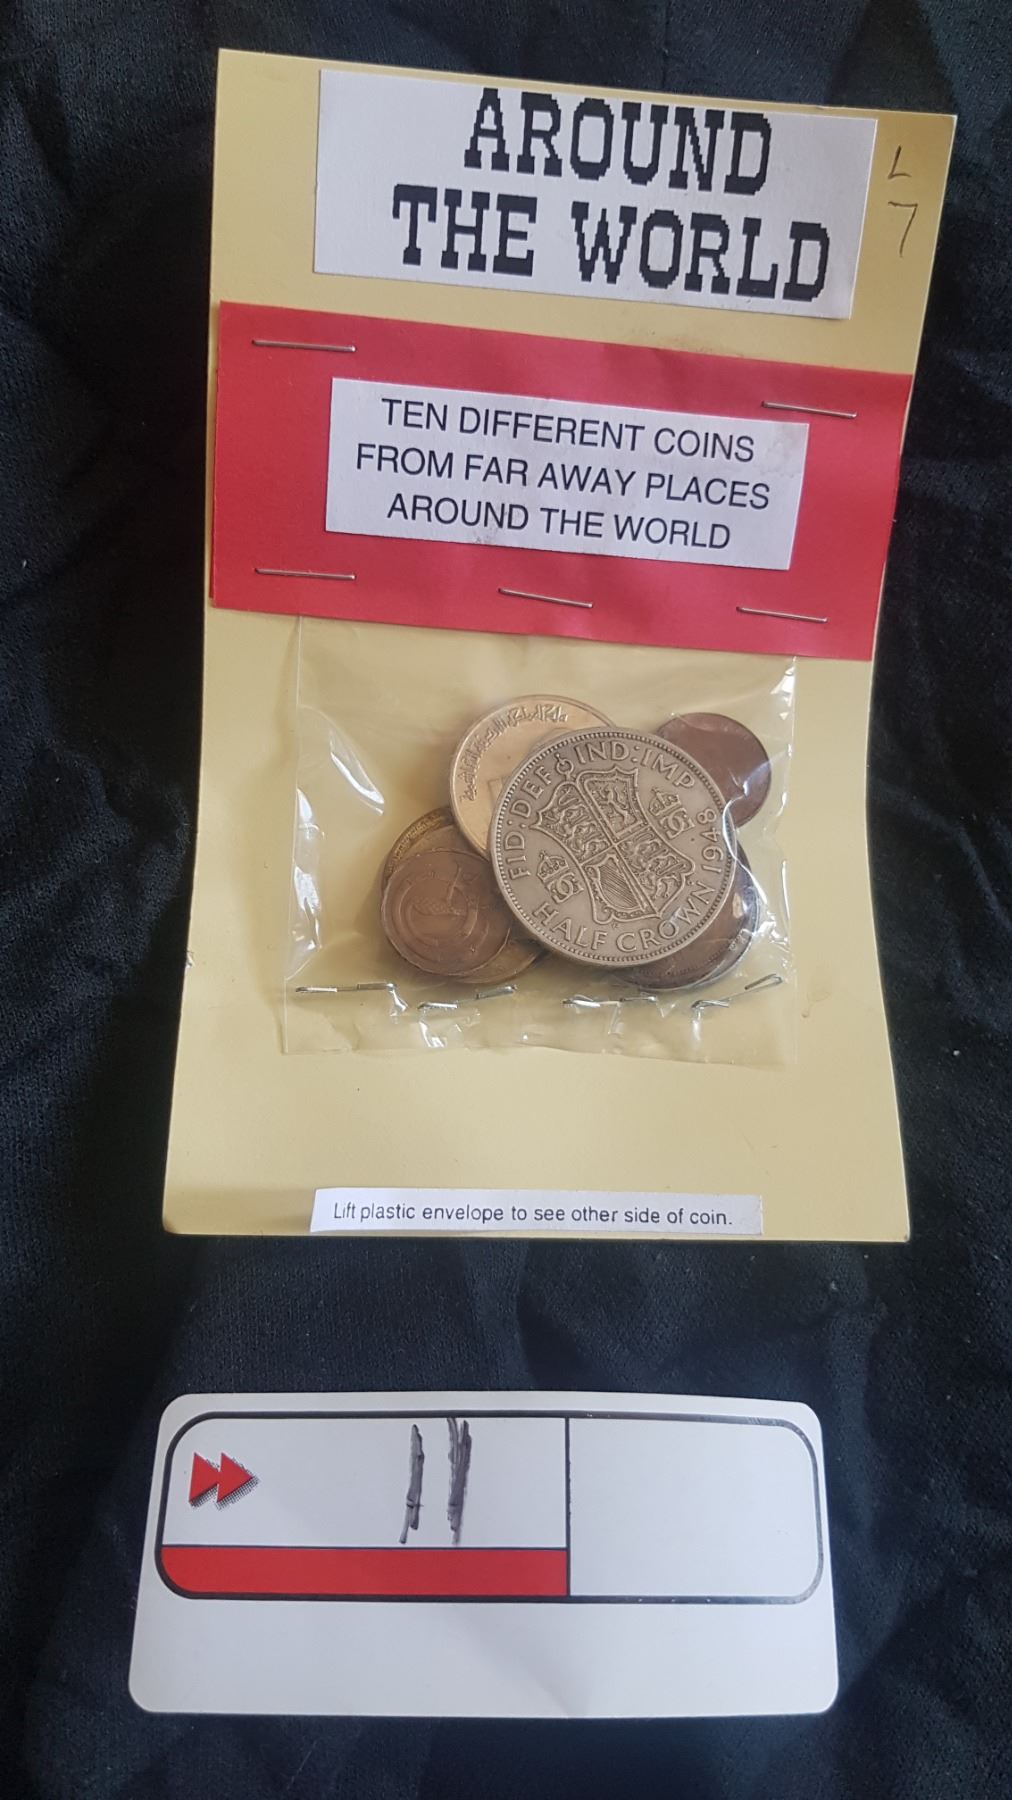 AROUND
THE WORLD
L
7
TEN DIFFERENT COINS
FROM FAR AWAY PLACES
AROUND THE WORLD
FID: DEF IND: IMP
HALF CROWN 1948
Lift plastic envelope to see other side of coin.
11